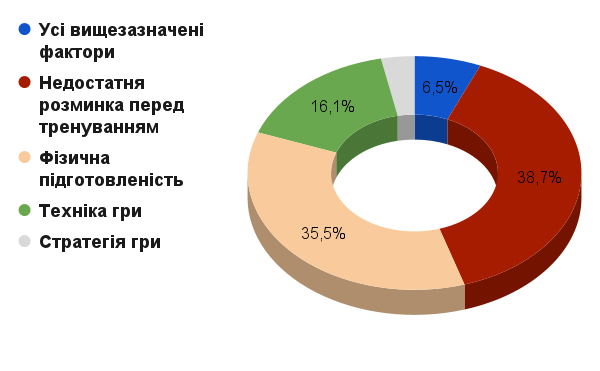 Усі вищезазначені
фактори
Недостатня
розминка перед
тренуванням
Фізична
підготовленість
Техніка гри
Стратегія гри
6,5%
38,7%
35,5%
16,1%